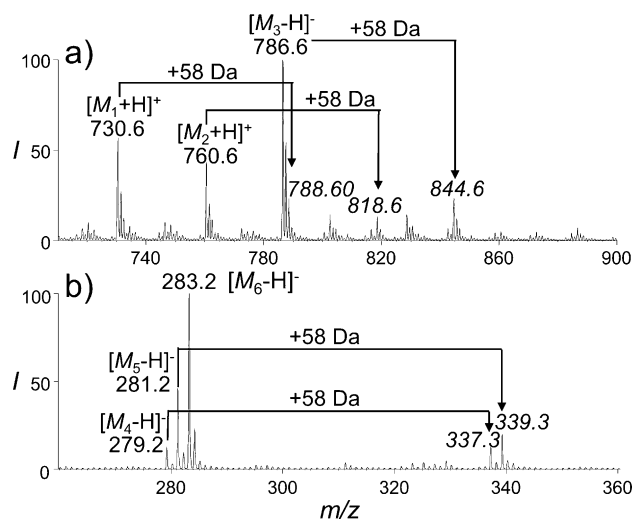 [M₃-H]⁻
786.6
a)
+58 Da
100
+58 Da
[M₁+H]⁺
730.6
[M₂+H]⁺
760.6
+58 Da
I
50
788.60
818.6
844.6
0
740
780
820
860
900
b)
283.2 [M₆-H]⁻
100
+58 Da
[M₅-H]⁻
281.2
I
50
[M₄-H]⁻
279.2
+58 Da
337.3
339.3
0
280
300
320
340
360
m/z